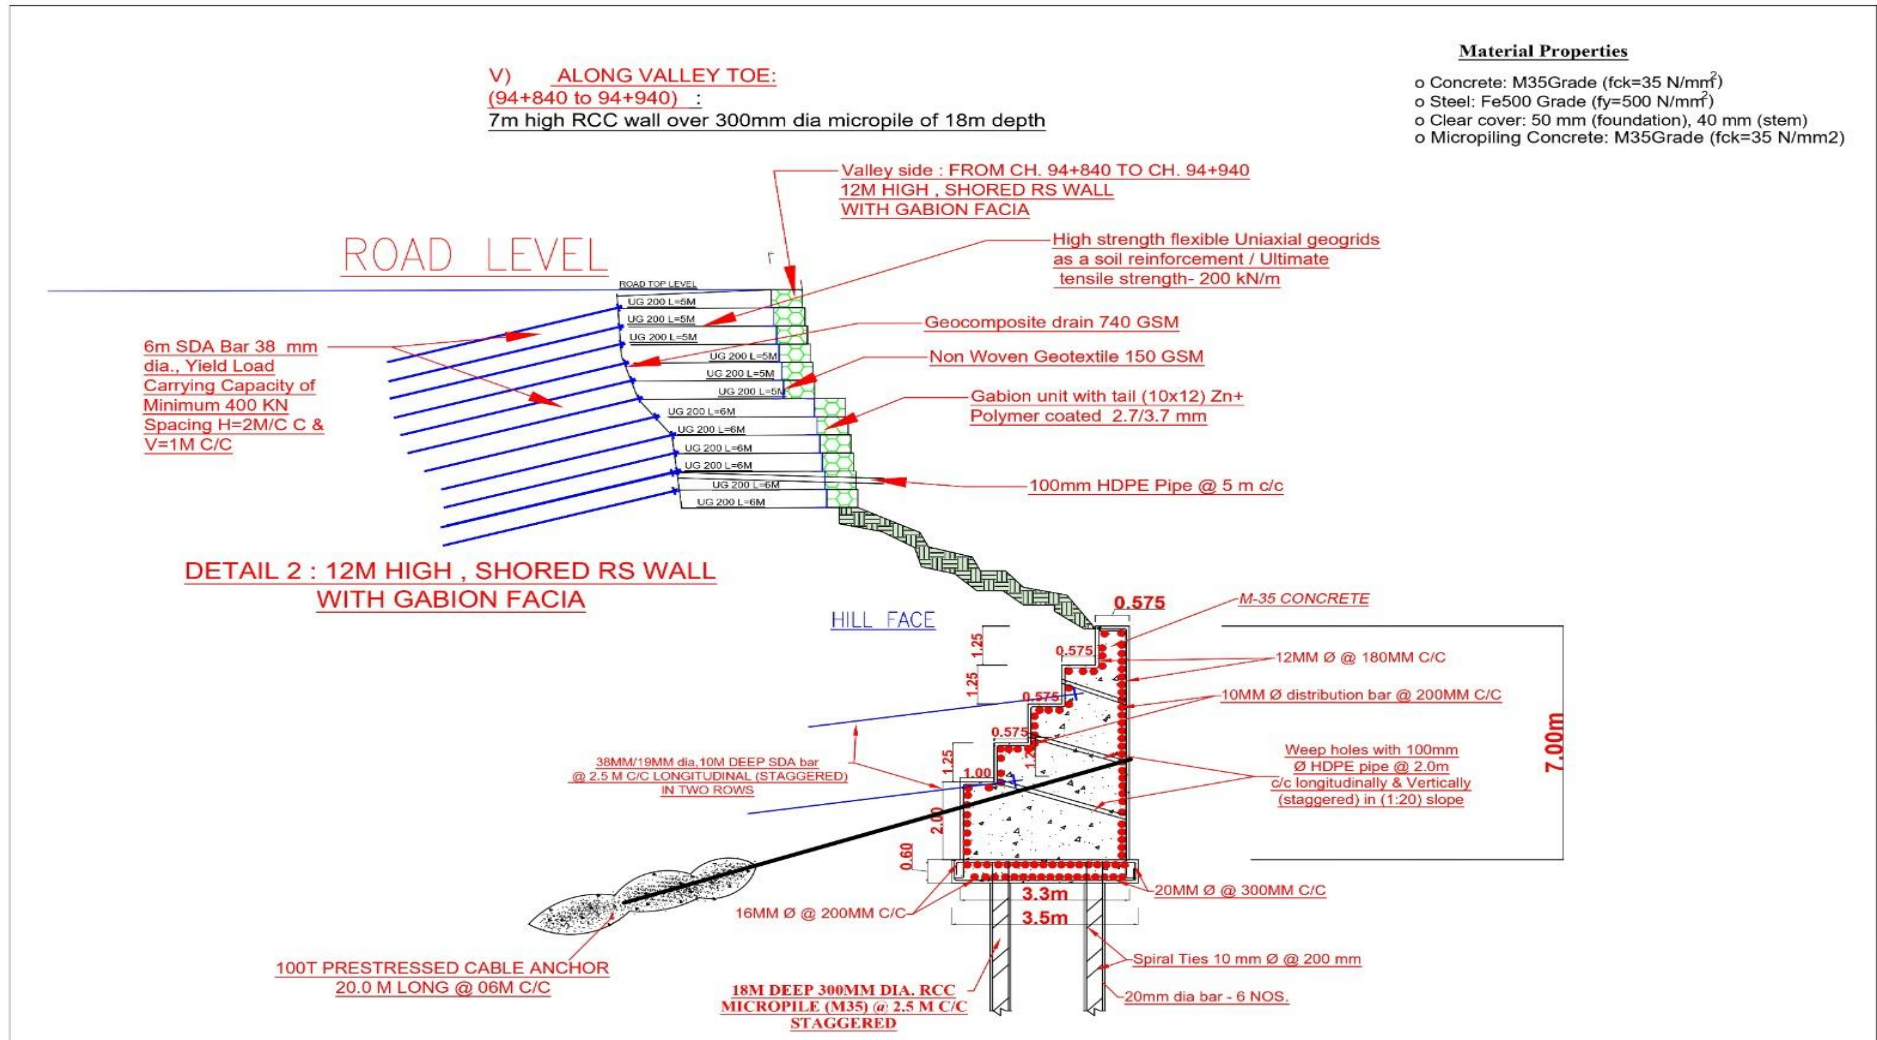 V) ALONG VALLEY TOE:
(94+840 to 94+940) :
7m high RCC wall over 300mm dia micropile of 18m depth
Material Properties
o Concrete: M35Grade (fck=35 N/mm²)
o Steel: Fe500 Grade (fy=500 N/mm²)
o Clear cover: 50 mm (foundation), 40 mm (stem)
o Micropiling Concrete: M35Grade (fck=35 N/mm2)
Valley side : FROM CH. 94+840 TO CH. 94+940
12M HIGH , SHORED RS WALL
WITH GABION FACIA
ROAD LEVEL
High strength flexible Uniaxial geogrids
as a soil reinforcement / Ultimate
tensile strength- 200 kN/m
ROAD TOP LEVEL
UG 200 L=5M
UG 200 L=5M
UG 200 L=5M
UG 200 L=5M
UG 200 L=5M
UG 200 L=5M
UG 200 L=6M
UG 200 L=6M
UG 200 L=6M
UG 200 L=6M
UG 200 L=6M
UG 200 L=6M
Geocomposite drain 740 GSM
Non Woven Geotextile 150 GSM
Gabion unit with tail (10x12) Zn+
Polymer coated 2.7/3.7 mm
100mm HDPE Pipe @ 5 m c/c
6m SDA Bar 38 mm
dia., Yield Load
Carrying Capacity of
Minimum 400 KN
Spacing H=2M/C C &
V=1M C/C
DETAIL 2 : 12M HIGH , SHORED RS WALL
WITH GABION FACIA
HILL FACE
0.575
M-35 CONCRETE
1.25
0.575
12MM Ø @ 180MM C/C
1.25
0.575
10MM Ø distribution bar @ 200MM C/C
0.575
7.00m
Weep holes with 100mm
Ø HDPE pipe @ 2.0m
c/c longitudinally & Vertically
(staggered) in (1:20) slope
38MM/19MM dia,10M DEEP SDA bar
@ 2.5 M C/C LONGITUDINAL (STAGGERED)
IN TWO ROWS
1.25
1.00
2.00
0.60
20MM Ø @ 300MM C/C
3.3m
16MM Ø @ 200MM C/C
3.5m
100T PRESTRESSED CABLE ANCHOR
20.0 M LONG @ 06M C/C
Spiral Ties 10 mm Ø @ 200 mm
18M DEEP 300MM DIA. RCC
MICROPILE (M35) @ 2.5 M C/C
STAGGERED
20mm dia bar - 6 NOS.